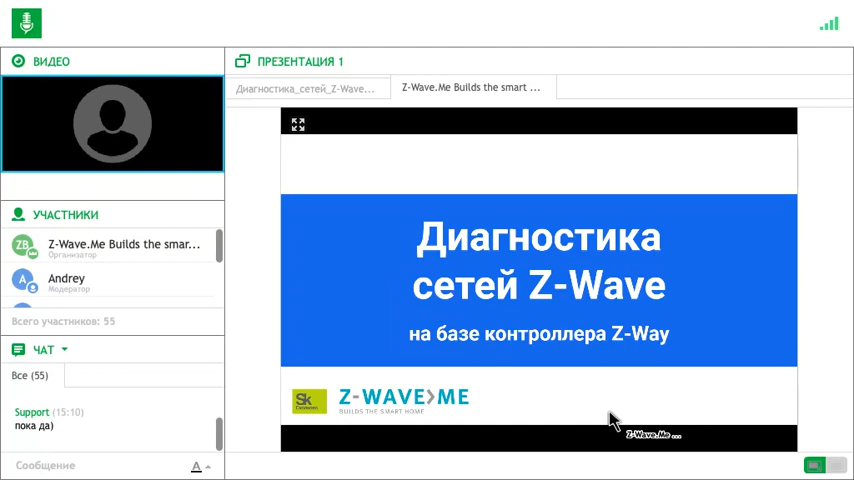 ВИДЕО
ПРЕЗЕНТАЦИЯ 1
Диагностика_сетей_Z-Wave...
Z-Wave.Me Builds the smart ...
Диагностика
сетей Z-Wave
на базе контроллера Z-Way
Sk
Z-WAVE>ME
BUILDS THE SMART HOME
Z-Wave.Me ...
УЧАСТНИКИ
ZB
Z-Wave.Me Builds the smar...
Организатор
A
Andrey
Модератор
Всего участников: 55
ЧАТ
Все (55)
Support (15:10)
пока да)
Сообщение
A